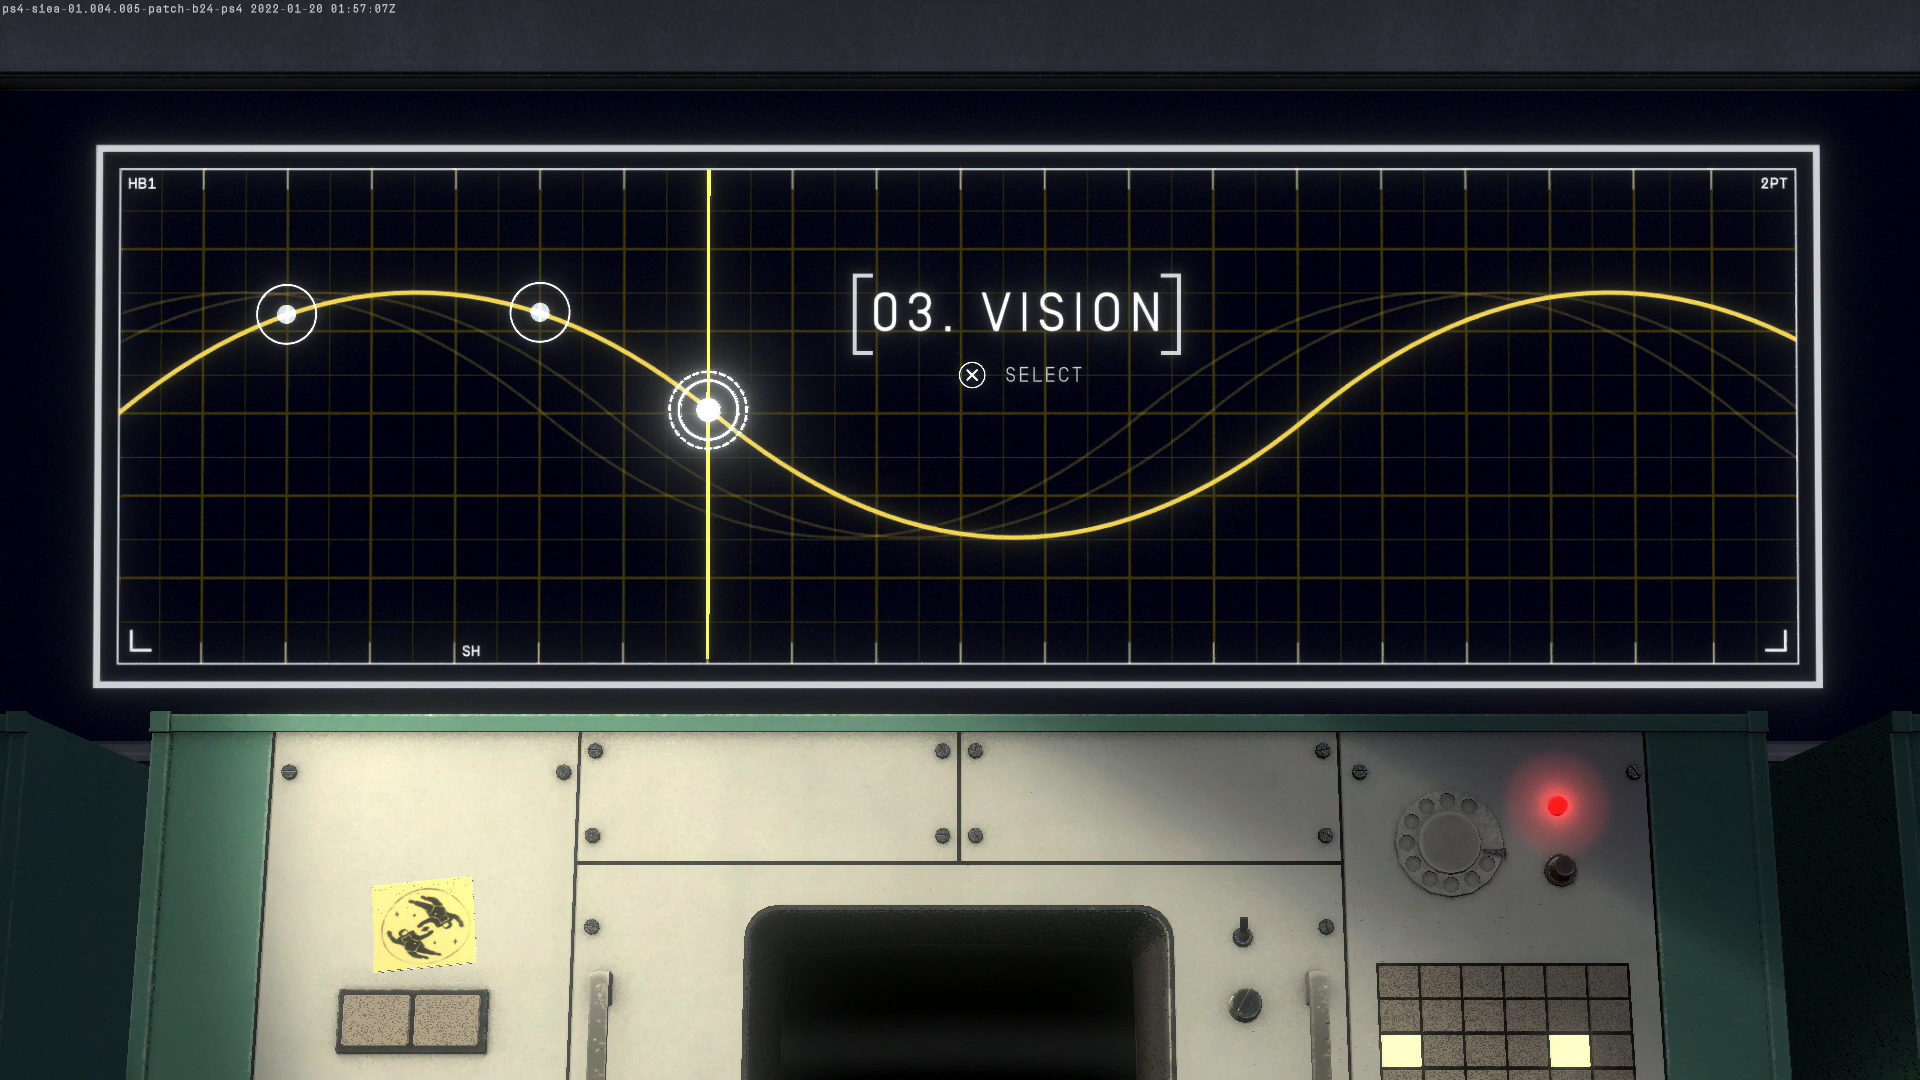 ps4-siea-01.004.005-patch-b24-ps4 2022-01-20 01:57:07Z
HB1
2PT
03. VISION
SELECT
SH